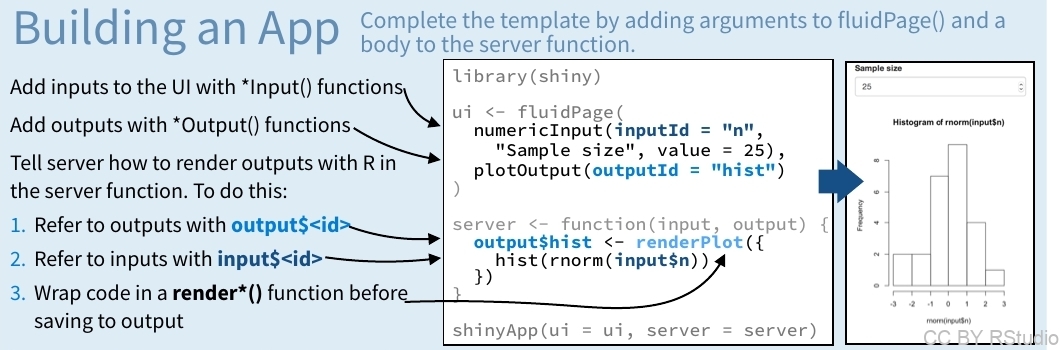 Building an App
Complete the template by adding arguments to fluidPage() and a
body to the server function.
Add inputs to the UI with *Input() functions
Add outputs with *Output() functions
Tell server how to render outputs with R in
the server function. To do this:
1. Refer to outputs with output$<id>
2. Refer to inputs with input$<id>
3. Wrap code in a render*() function before
saving to output
library(shiny)
ui <- fluidPage(
numericInput(inputId = "n",
"Sample size", value = 25),
plotOutput(outputId = "hist")
)
server <- function(input, output) {
output$hist <- renderPlot({
hist(rnorm(input$n))
})
}
shinyApp(ui = ui, server = server)
Sample size
25
Histogram of rnorm(input$n)
Frequency
8
6
4
2
0
-3 -2 -1 0 1 2 3
rnorm(input$n)
CC BY RStudio